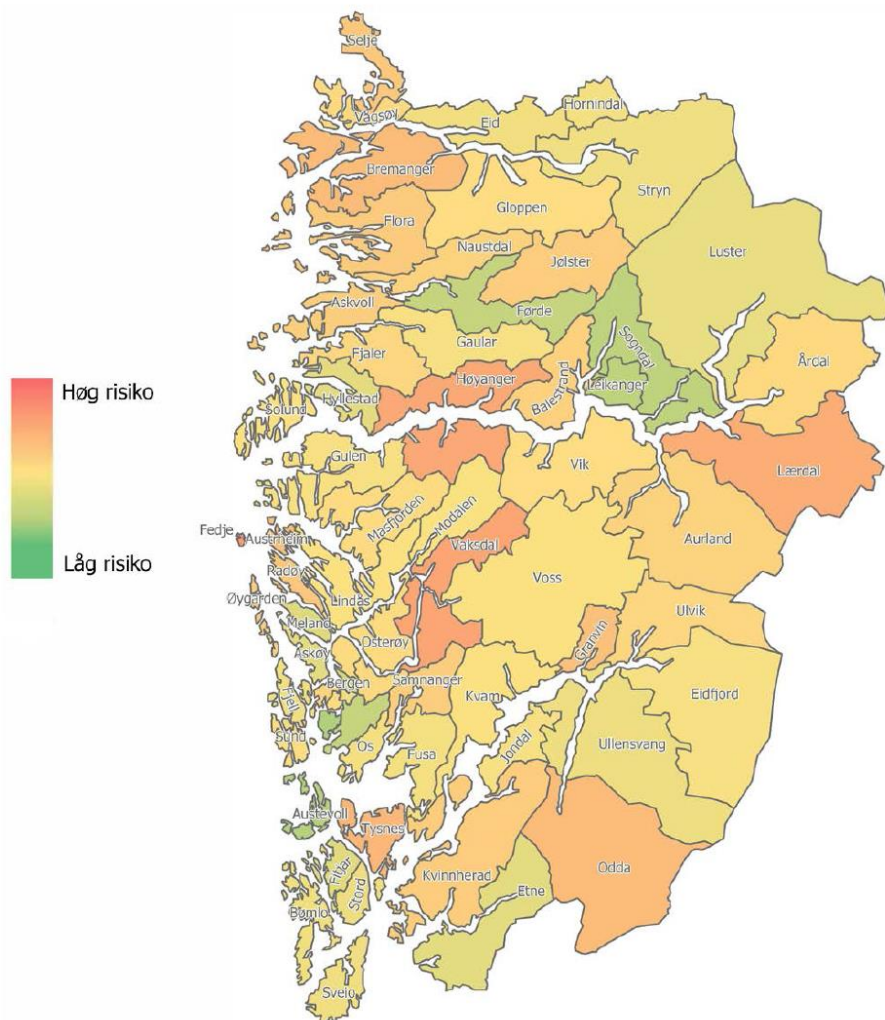 Selje
Vågsøy
Eid
Hornindal
Bremanger
Stryn
Gloppen
Flora
Luster
Naustdal
Jølster
Askvoll
Førde
Sogndal
Gaular
Fjaler
Årdal
Høg risiko
Høyanger
Balestrand
Leikanger
Hyllestad
Solund
Gulen
Vik
Lærdal
Masfjorden
Modalen
Fedje
Austrheim
Vaksdal
Aurland
Låg risiko
Radøy
Voss
Øygarden
Lindås
Ulvik
Meland
Osterøy
Granvin
Askøy
Bergen
Samnanger
Kvam
Eidfjord
Fjell
Sund
Os
Fusa
Jondal
Ullensvang
Austevoll
Tysnes
Fitjar
Kvinnherad
Odda
Stord
Etne
Bømlo
Sveio